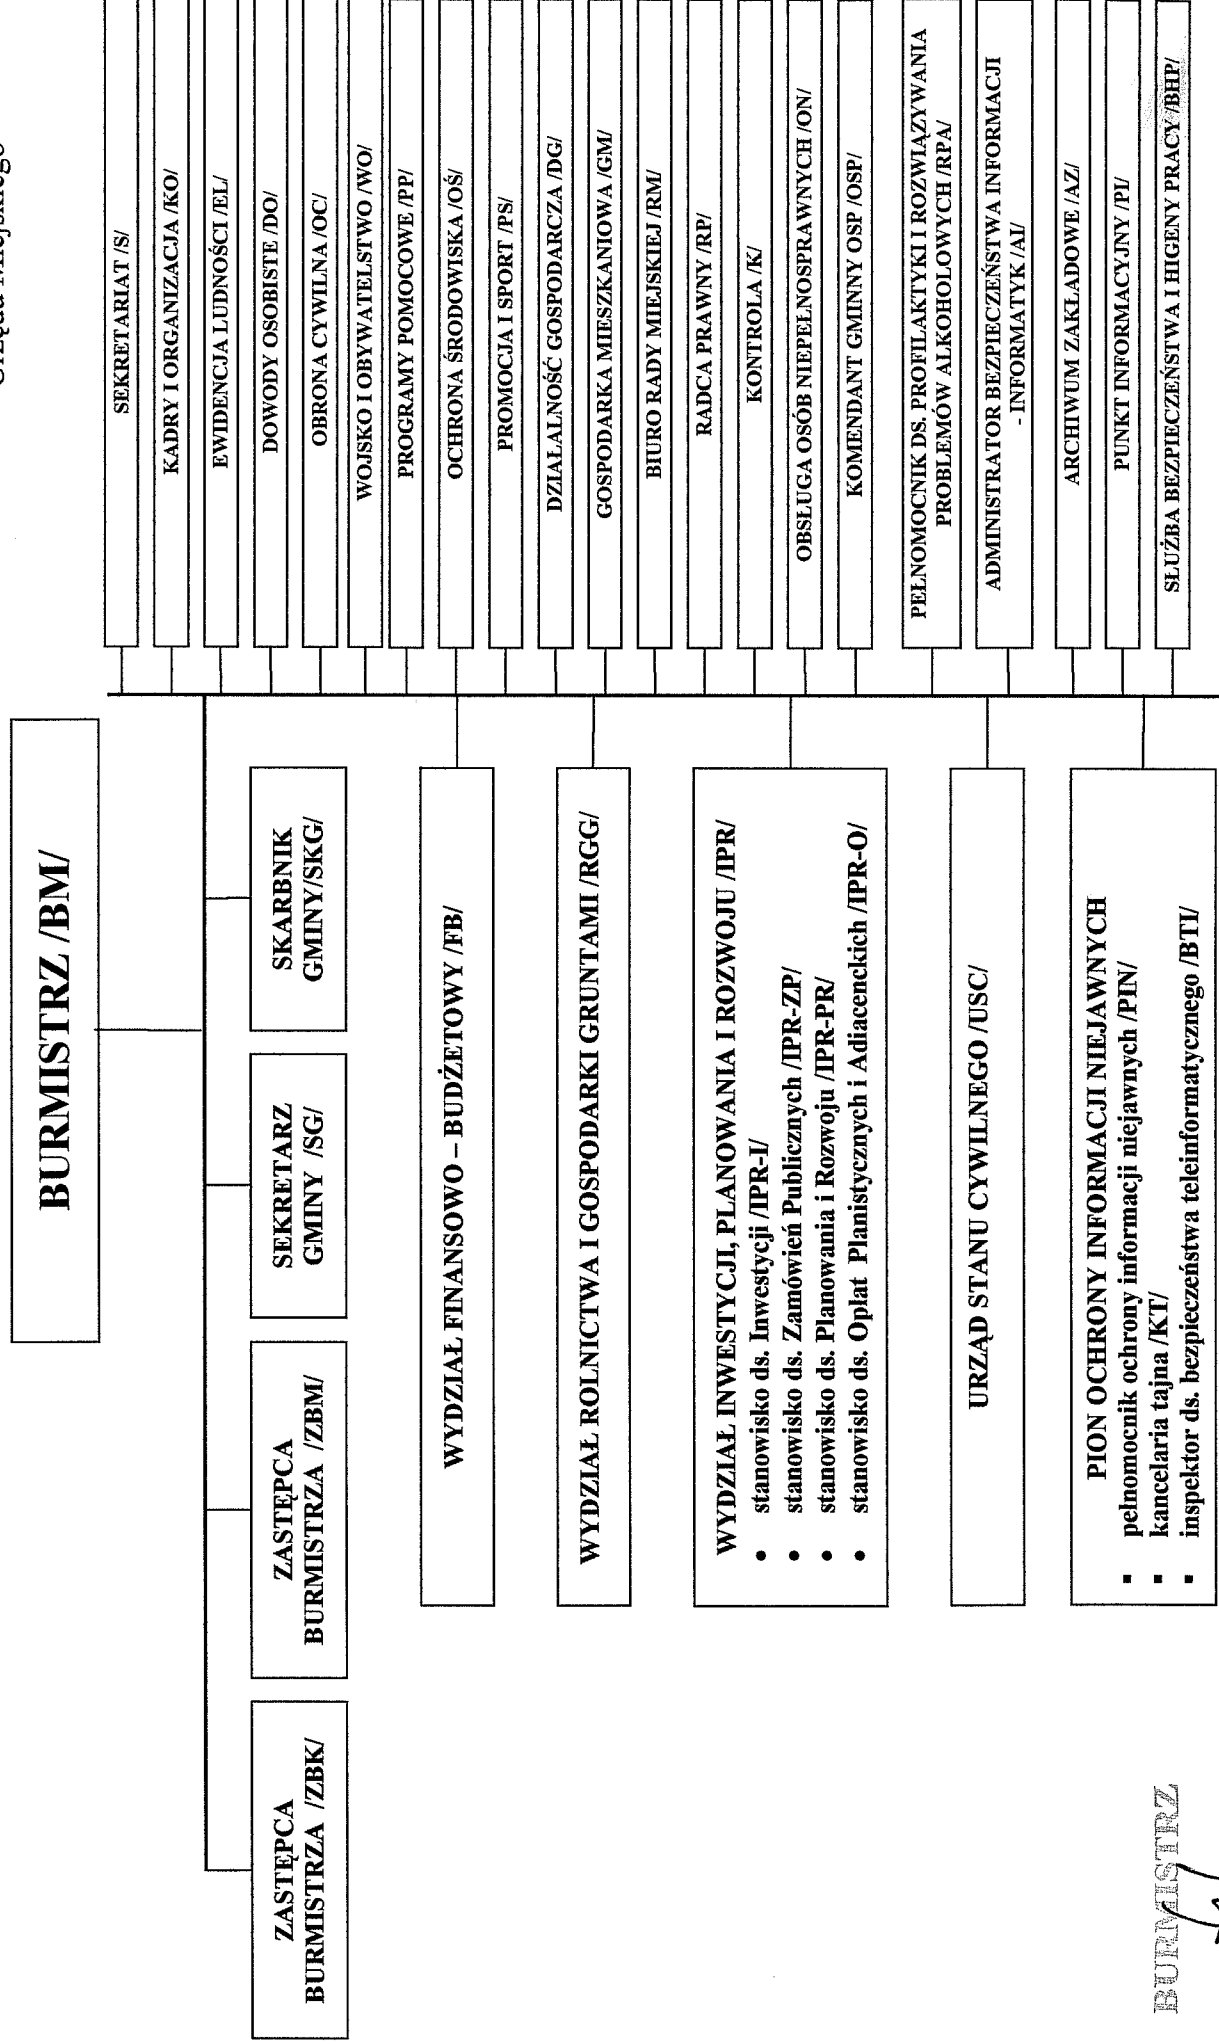 Urzędu Miejskiego
BURMISTRZ /BM/
ZASTĘPCA
BURMISTRZA /ZBK/
ZASTĘPCA
BURMISTRZA /ZBM/
SEKRETARZ
GMINY /SG/
SKARBNIK
GMINY/SKG/
WYDZIAŁ FINANSOWO – BUDŻETOWY /FB/
WYDZIAŁ ROLNICTWA I GOSPODARKI GRUNTAMI /RGG/
WYDZIAŁ INWESTYCJI, PLANOWANIA I ROZWOJU /IPR/
• stanowisko ds. Inwestycji /IPR-I/
• stanowisko ds. Zamówień Publicznych /IPR-ZP/
• stanowisko ds. Planowania i Rozwoju /IPR-PR/
• stanowisko ds. Opłat Planistycznych i Adiacenckich /IPR-O/
URZĄD STANU CYWILNEGO /USC/
PION OCHRONY INFORMACJI NIEJAWNYCH
▪ pełnomocnik ochrony informacji niejawnych /PIN/
▪ kancelaria tajna /KT/
▪ inspektor ds. bezpieczeństwa teleinformatycznego /BTI/
SEKRETARIAT /S/
KADRY I ORGANIZACJA /KO/
EWIDENCJA LUDNOŚCI /EL/
DOWODY OSOBISTE /DO/
OBRONA CYWILNA /OC/
WOJSKO I OBYWATELSTWO /WO/
PROGRAMY POMOCOWE /PP/
OCHRONA ŚRODOWISKA /OŚ/
PROMOCJA I SPORT /PS/
DZIAŁALNOŚĆ GOSPODARCZA /DG/
GOSPODARKA MIESZKANIOWA /GM/
BIURO RADY MIEJSKIEJ /RM/
RADCA PRAWNY /RP/
KONTROLA /K/
OBSŁUGA OSÓB NIEPEŁNOSPRAWNYCH /ON/
KOMENDANT GMINNY OSP /OSP/
PEŁNOMOCNIK DS. PROFILAKTYKI I ROZWIĄZYWANIA
PROBLEMÓW ALKOHOLOWYCH /RPA/
ADMINISTRATOR BEZPIECZEŃSTWA INFORMACJI
- INFORMATYK /AI/
ARCHIWUM ZAKŁADOWE /AZ/
PUNKT INFORMACYJNY /PI/
SŁUŻBA BEZPIECZEŃSTWA I HIGENY PRACY /BHP/
BURMISTRZ